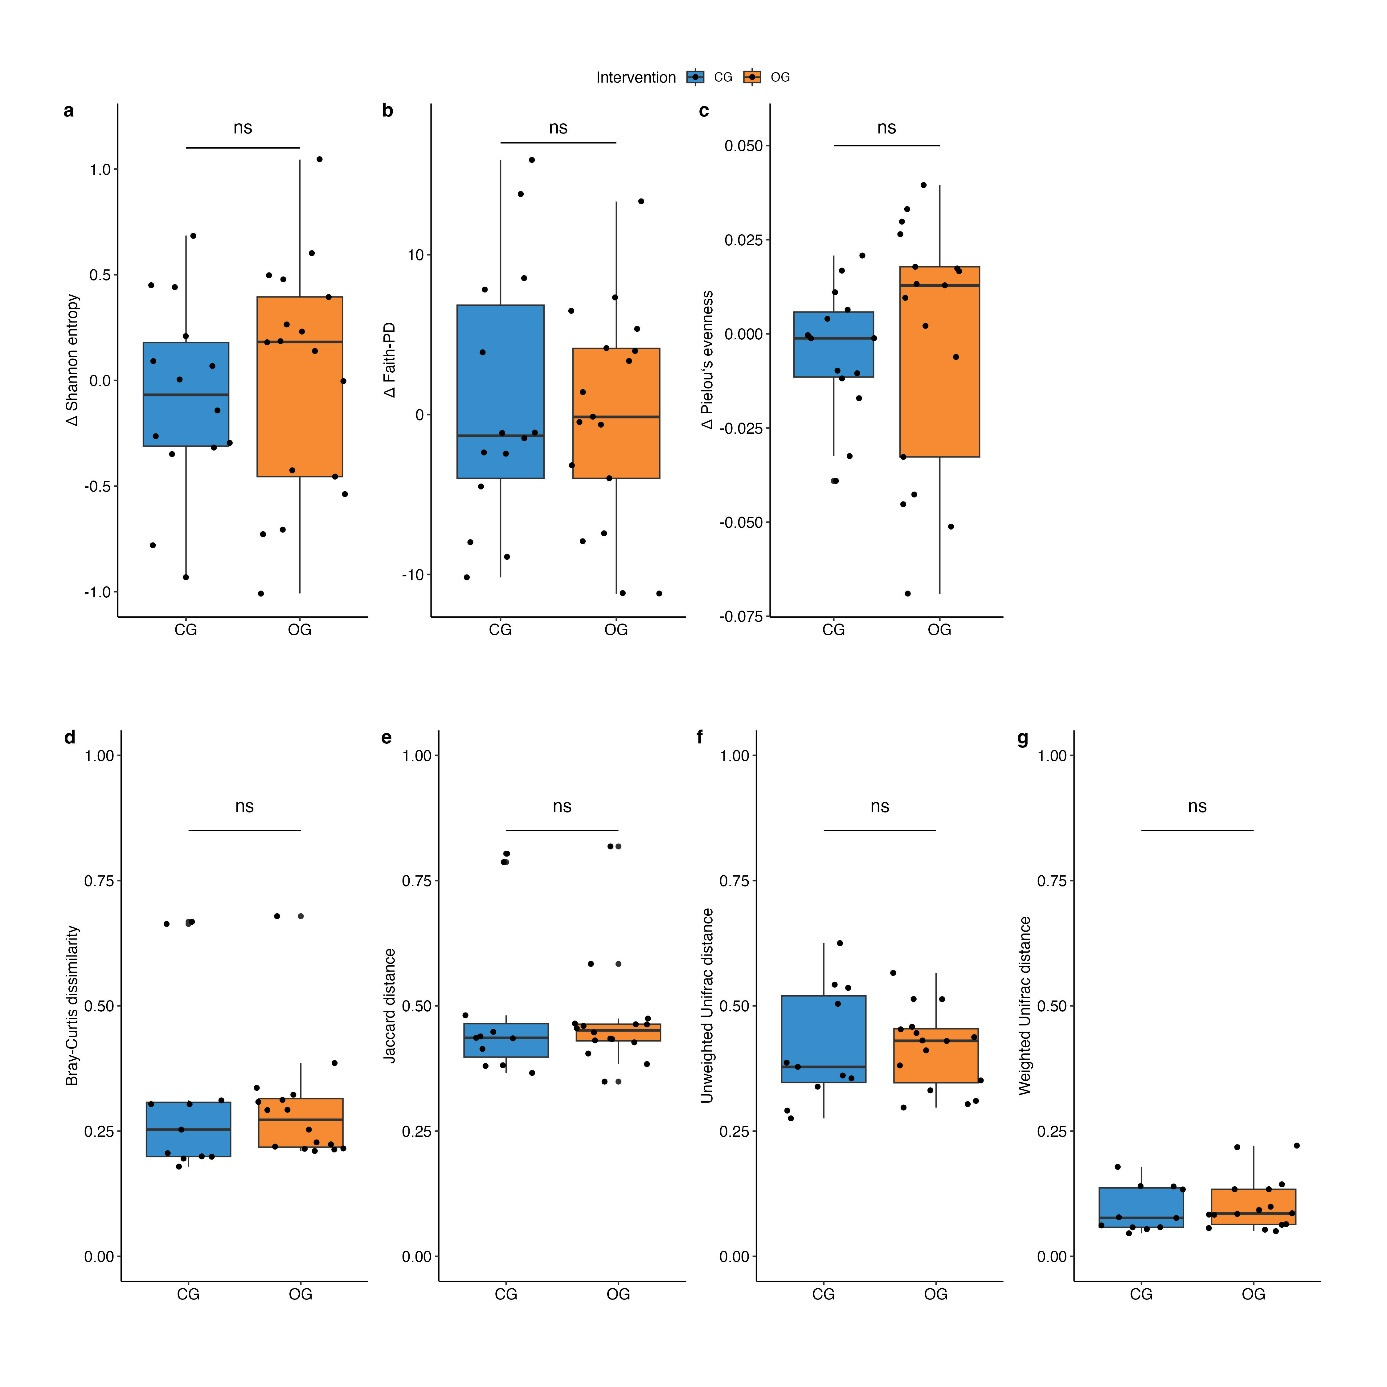 Intervention CG OG
a
ns
Δ Shannon entropy
1.0
0.5
0.0
-0.5
-1.0
CG OG
b
ns
Δ Faith-PD
10
0
-10
CG OG
c
ns
Δ Pielou's evenness
0.050
0.025
0.000
-0.025
-0.050
-0.075
CG OG
d
ns
Bray-Curtis dissimilarity
1.00
0.75
0.50
0.25
0.00
CG OG
e
ns
Jaccard distance
1.00
0.75
0.50
0.25
0.00
CG OG
f
ns
Unweighted Unifrac distance
1.00
0.75
0.50
0.25
0.00
CG OG
g
ns
Weighted Unifrac distance
1.00
0.75
0.50
0.25
0.00
CG OG